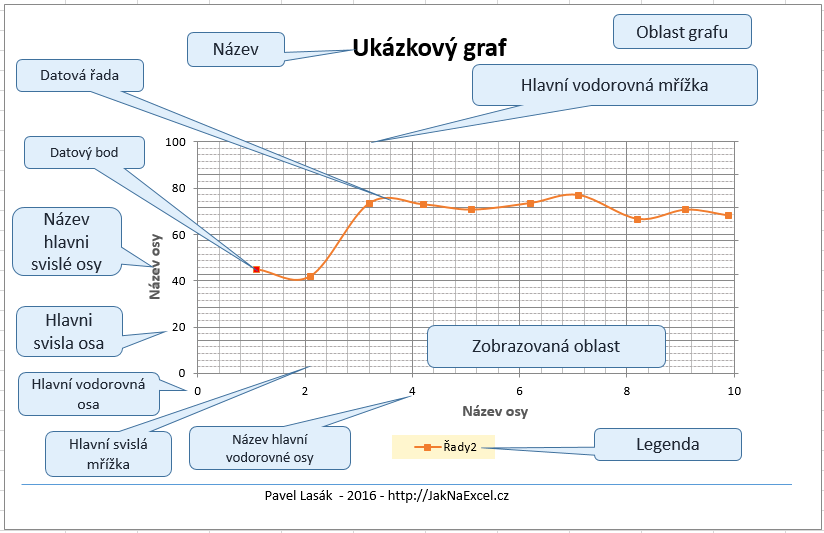 Název
Ukázkový graf
Oblast grafu
Datová řada
Hlavní vodorovná mřížka
Datový bod
Název
hlavni
svislé osy
Hlavni
svisla osa
Hlavní vodorovná
osa
Hlavní svislá
mřížka
Název hlavní
vodorovné osy
Zobrazovaná oblast
Legenda
100
80
60
40
20
0
Název osy
0 2 4 6 8 10
Název osy
Řady2
Pavel Lasák - 2016 - http://JakNaExcel.cz